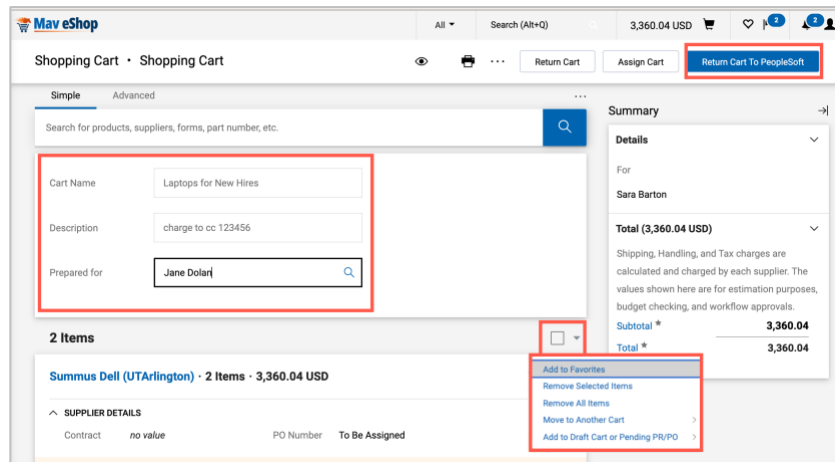 Mav eShop
All
Search (Alt+Q)
3,360.04 USD
2
2
Shopping Cart • Shopping Cart
...
Return Cart
Assign Cart
Return Cart To PeopleSoft
Simple
Advanced
...
Search for products, suppliers, forms, part number, etc.
Cart Name
Laptops for New Hires
Description
charge to cc 123456
Prepared for
Jane Dolan
2 Items
Summus Dell (UTArlington) · 2 Items · 3,360.04 USD
SUPPLIER DETAILS
Contract no value PO Number To Be Assigned
Add to Favorites
Remove Selected Items
Remove All Items
Move to Another Cart
Add to Draft Cart or Pending PR/PO
Summary
Details
For
Sara Barton
Total (3,360.04 USD)
Shipping, Handling, and Tax charges are
calculated and charged by each supplier. The
values shown here are for estimation purposes,
budget checking, and workflow approvals.
Subtotal * 3,360.04
Total * 3,360.04